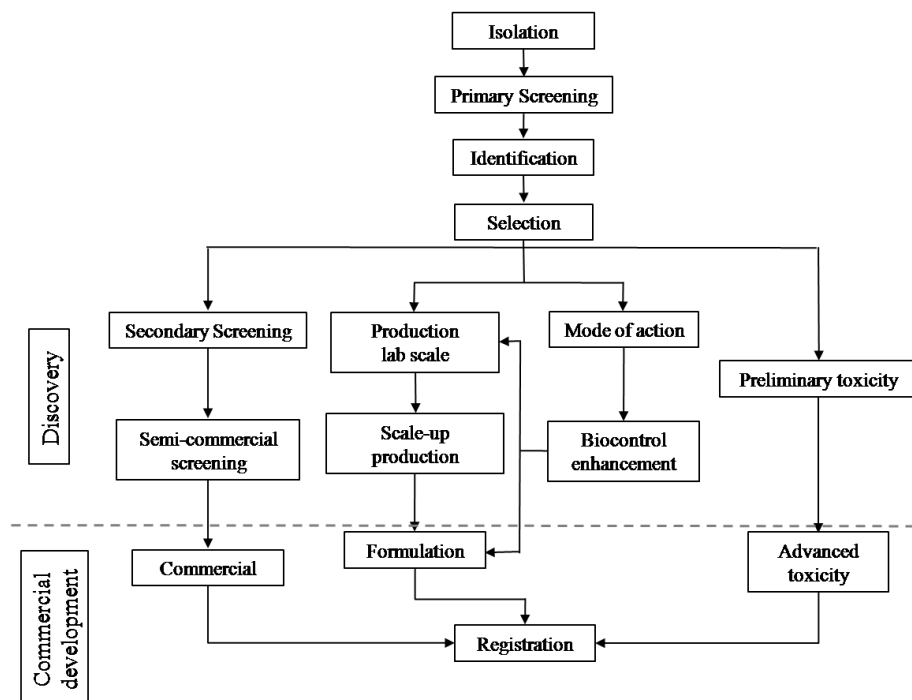 Isolation
Primary Screening
Identification
Selection
Discovery
Secondary Screening
Production
lab scale
Mode of action
Preliminary toxicity
Semi-commercial
screening
Scale-up
production
Biocontrol
enhancement
Commercial
development
Commercial
Formulation
Advanced
toxicity
Registration